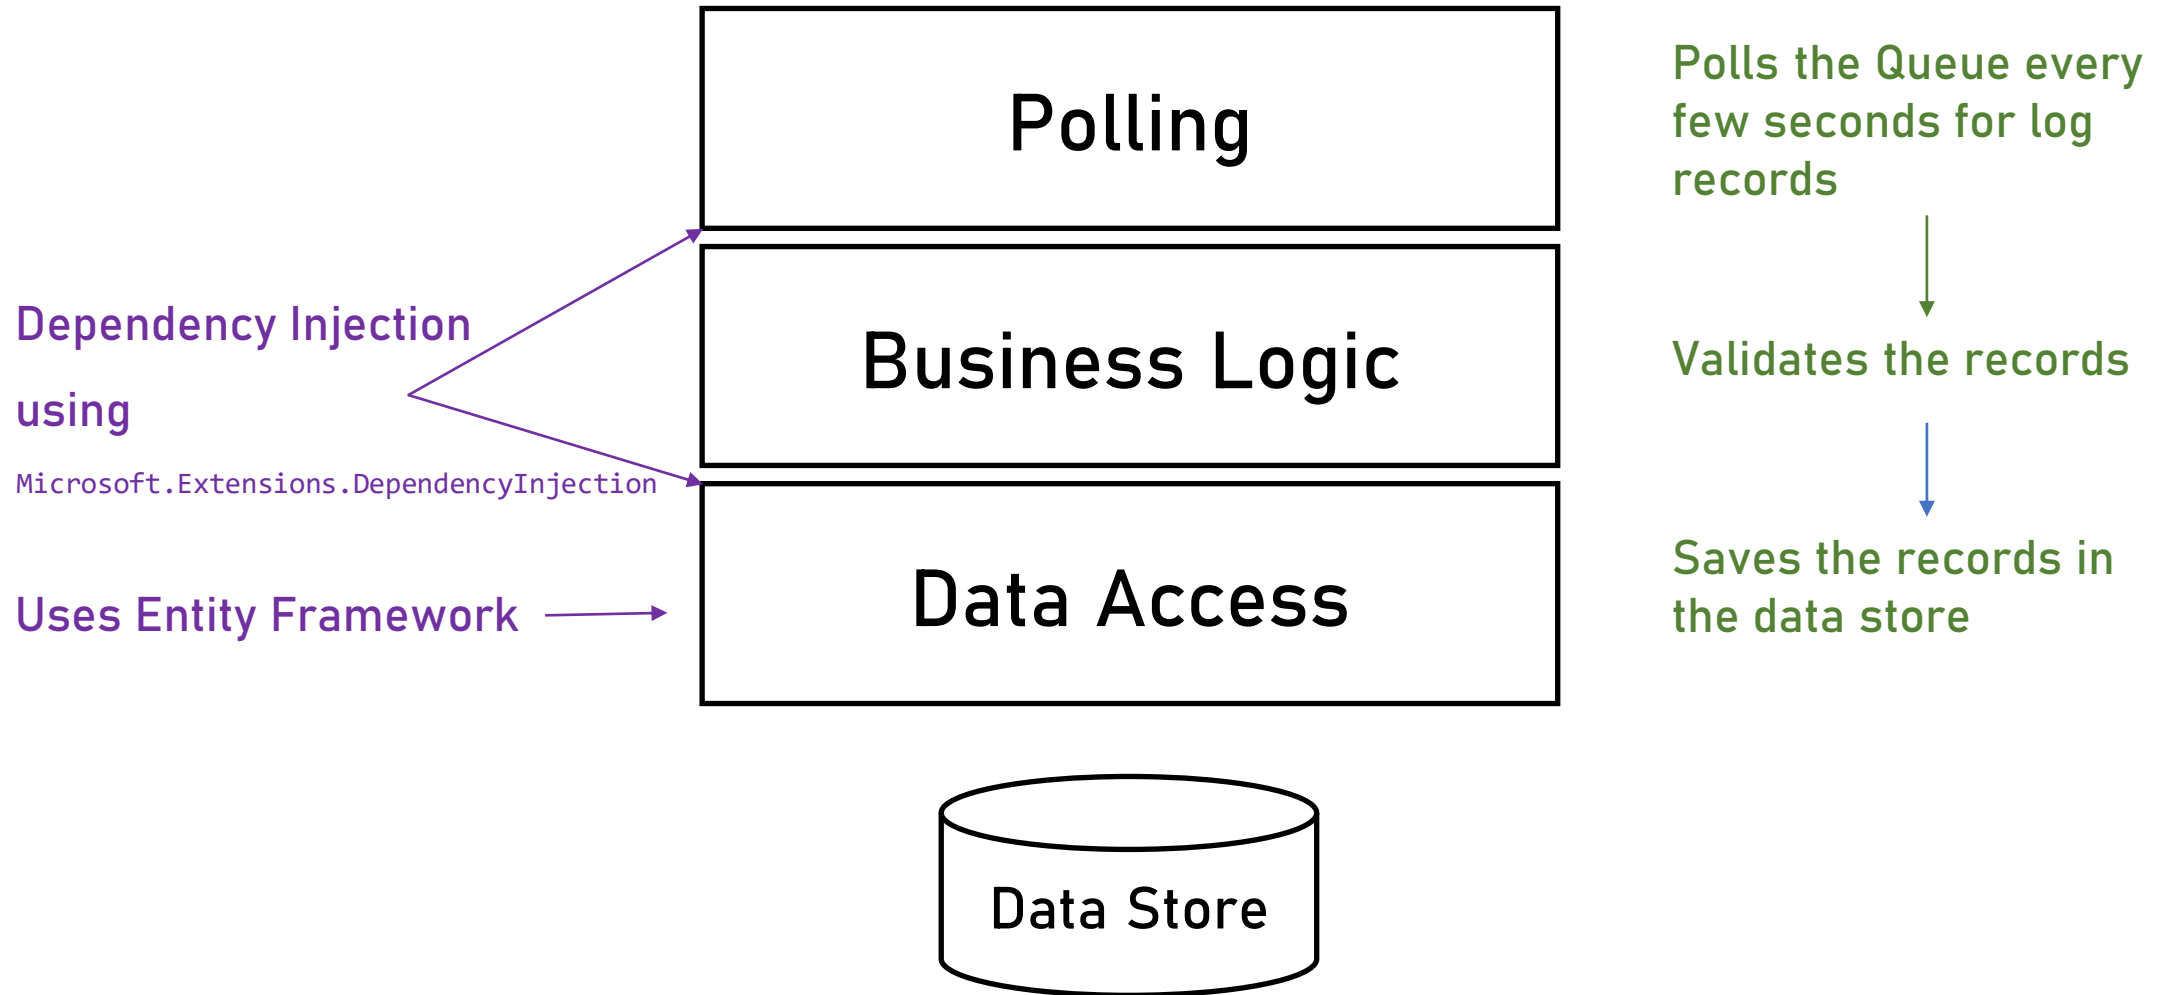 Polling
Polls the Queue every
few seconds for log
records
Dependency Injection
using
Microsoft.Extensions.DependencyInjection
Business Logic
Validates the records
Uses Entity Framework
Data Access
Saves the records in
the data store
Data Store